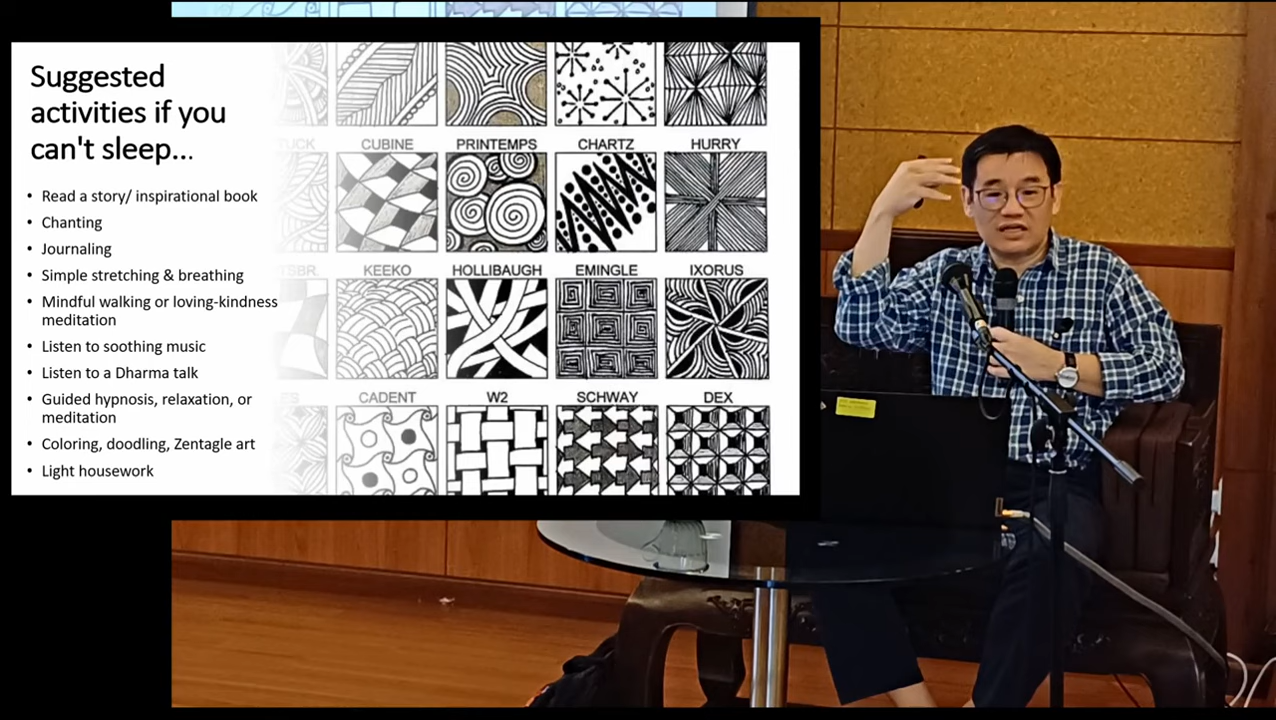 Suggested
activities if you
can't sleep...
• Read a story/ inspirational book
• Chanting
• Journaling
• Simple stretching & breathing
• Mindful walking or loving-kindness
meditation
• Listen to soothing music
• Listen to a Dharma talk
• Guided hypnosis, relaxation, or
meditation
• Coloring, doodling, Zentagle art
• Light housework
TUCK CUBINE PRINTEMPS CHARTZ HURRY
KEEKO HOLLIBAUGH EMINGLE IXORUS
CADENT W2 SCHWAY DEX